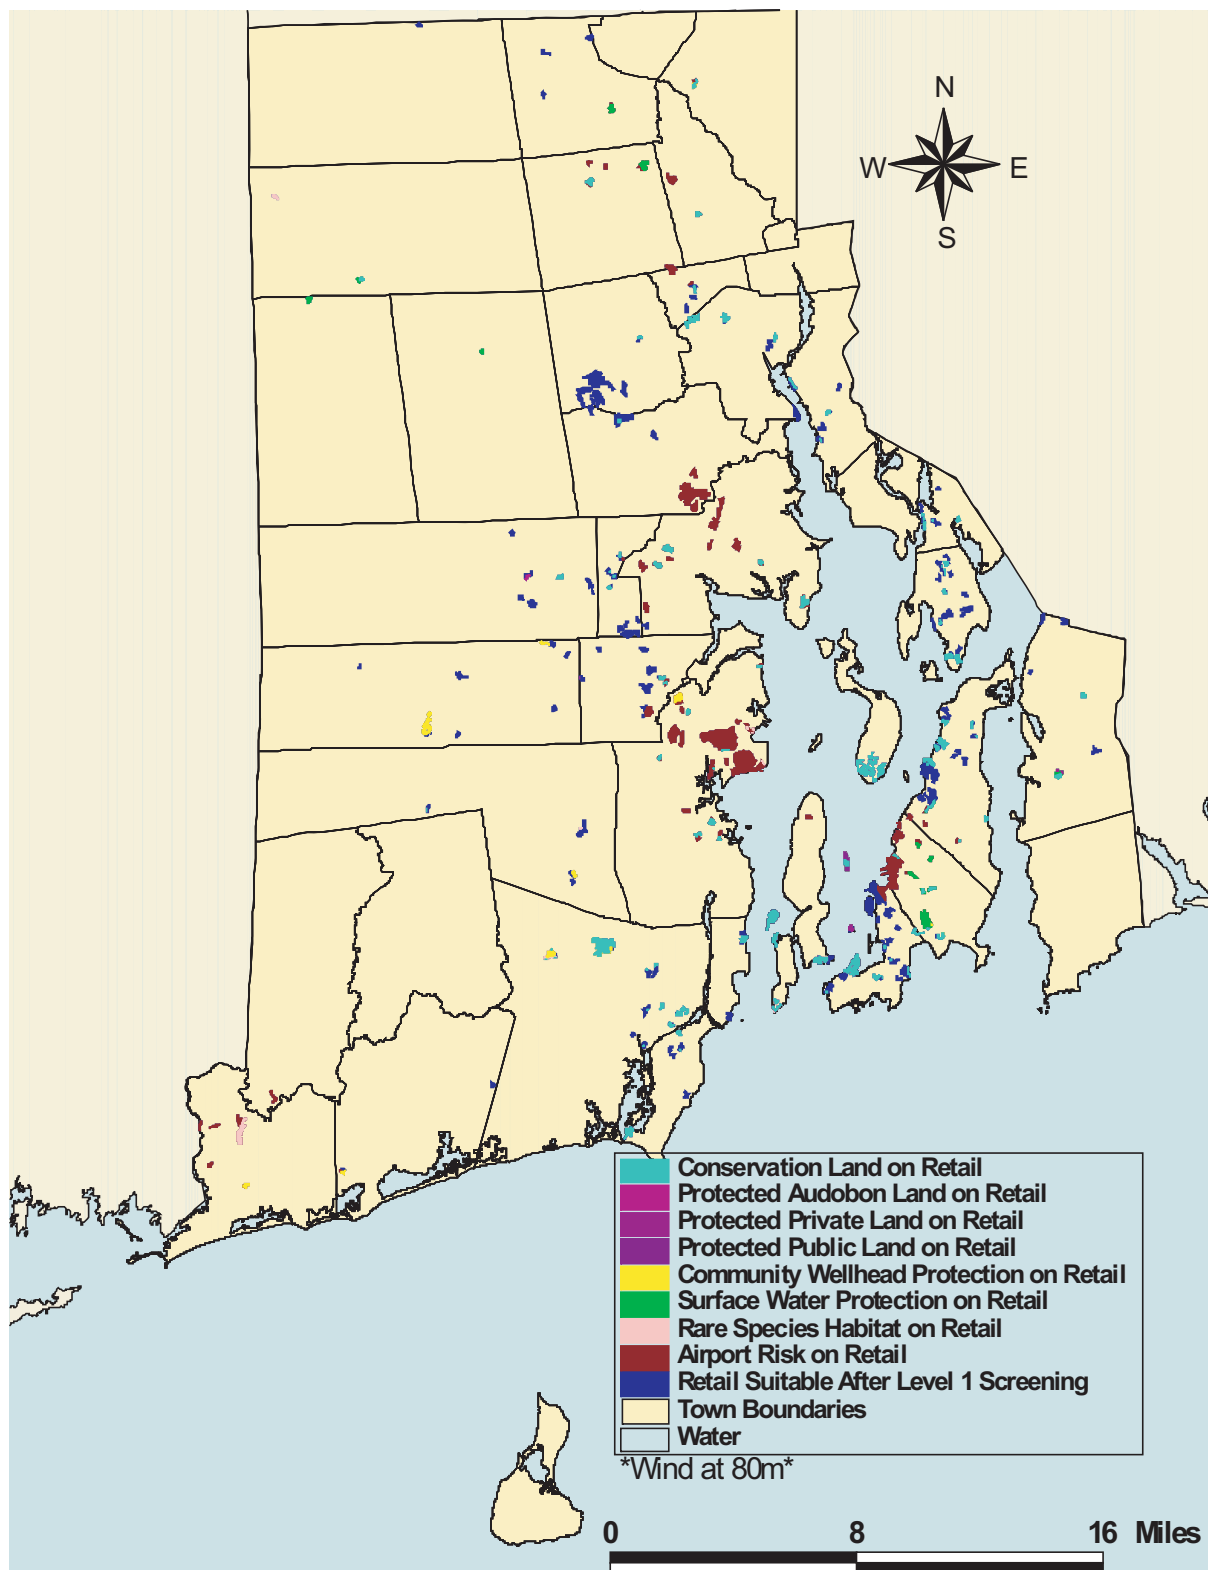 N
W E
S
Conservation Land on Retail
Protected Audobon Land on Retail
Protected Private Land on Retail
Protected Public Land on Retail
Community Wellhead Protection on Retail
Surface Water Protection on Retail
Rare Species Habitat on Retail
Airport Risk on Retail
Retail Suitable After Level 1 Screening
Town Boundaries
Water
*Wind at 80m*
0 8 16 Miles